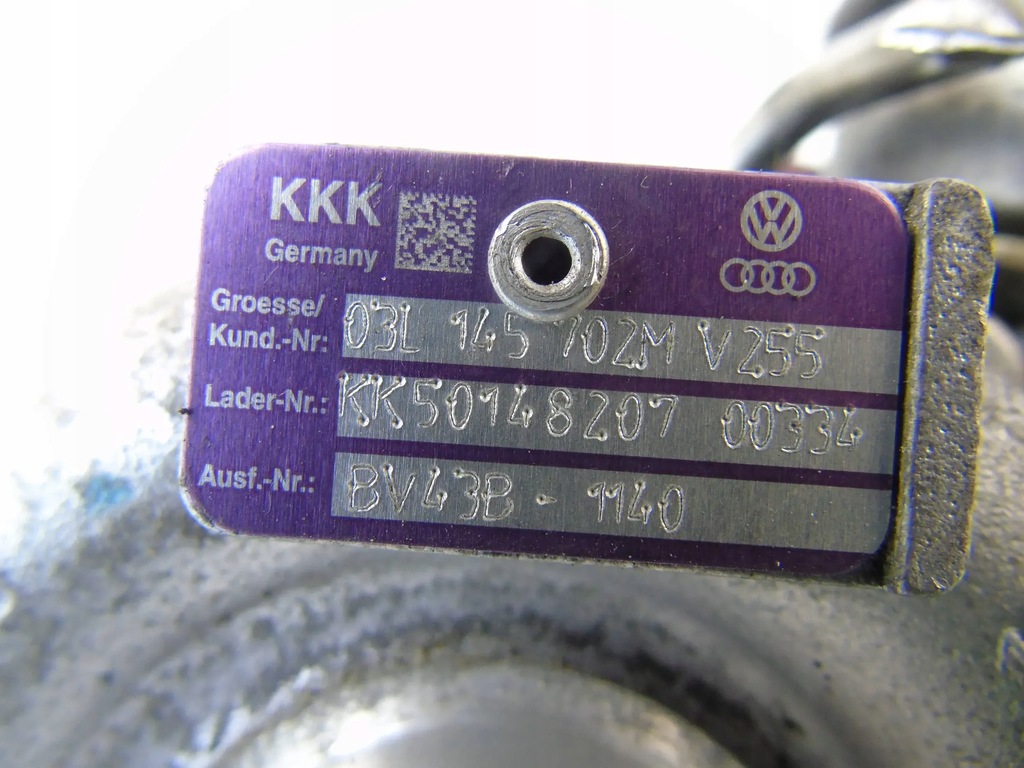 KKK
Germany
Groesse/
Kund.-Nr: 03L 145 702M V255
Lader-Nr.: KK50148207 00334
Ausf.-Nr.: BV43B - 1140